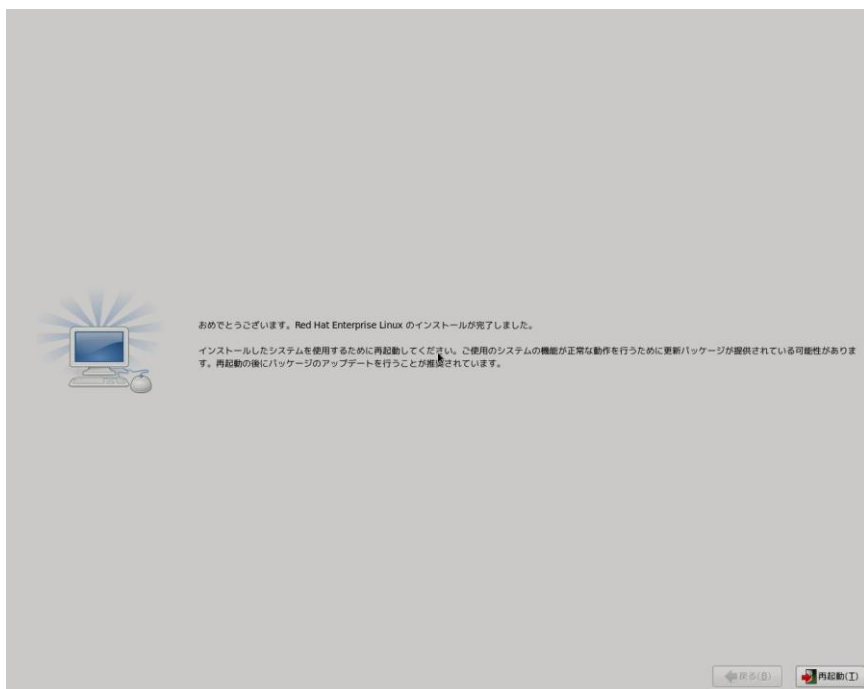 おめでとうございます。Red Hat Enterprise Linux のインストールが完了しました。
インストールしたシステムを使用するために再起動してください。ご使用のシステムの機能が正常な動作を行うために更新パッケージが提供されている可能性がありま
す。再起動の後にパッケージのアップデートを行うことが推奨されています。
戻る(B) 再起動(T)